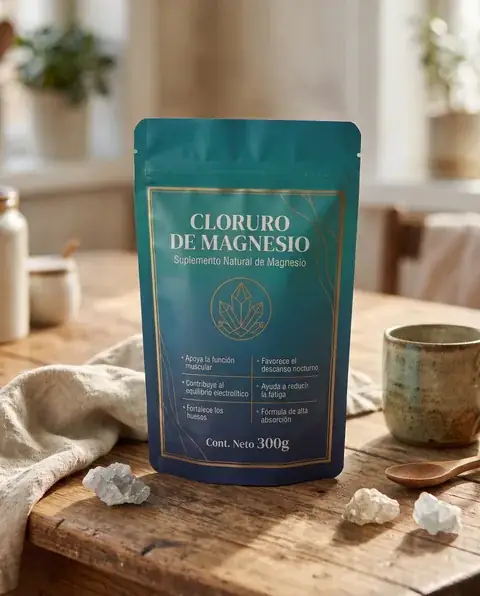 CLORURO
DE MAGNESIO
Suplemento Natural de Magnesio
• Apoya la función
muscular
• Favorece el
descanso nocturno
• Contribuye al
equilibrio electrolítico
• Ayuda a reducir
la fatiga
• Fortalece los
huesos
• Fórmula de alta
absorción
Cont. Neto 300g